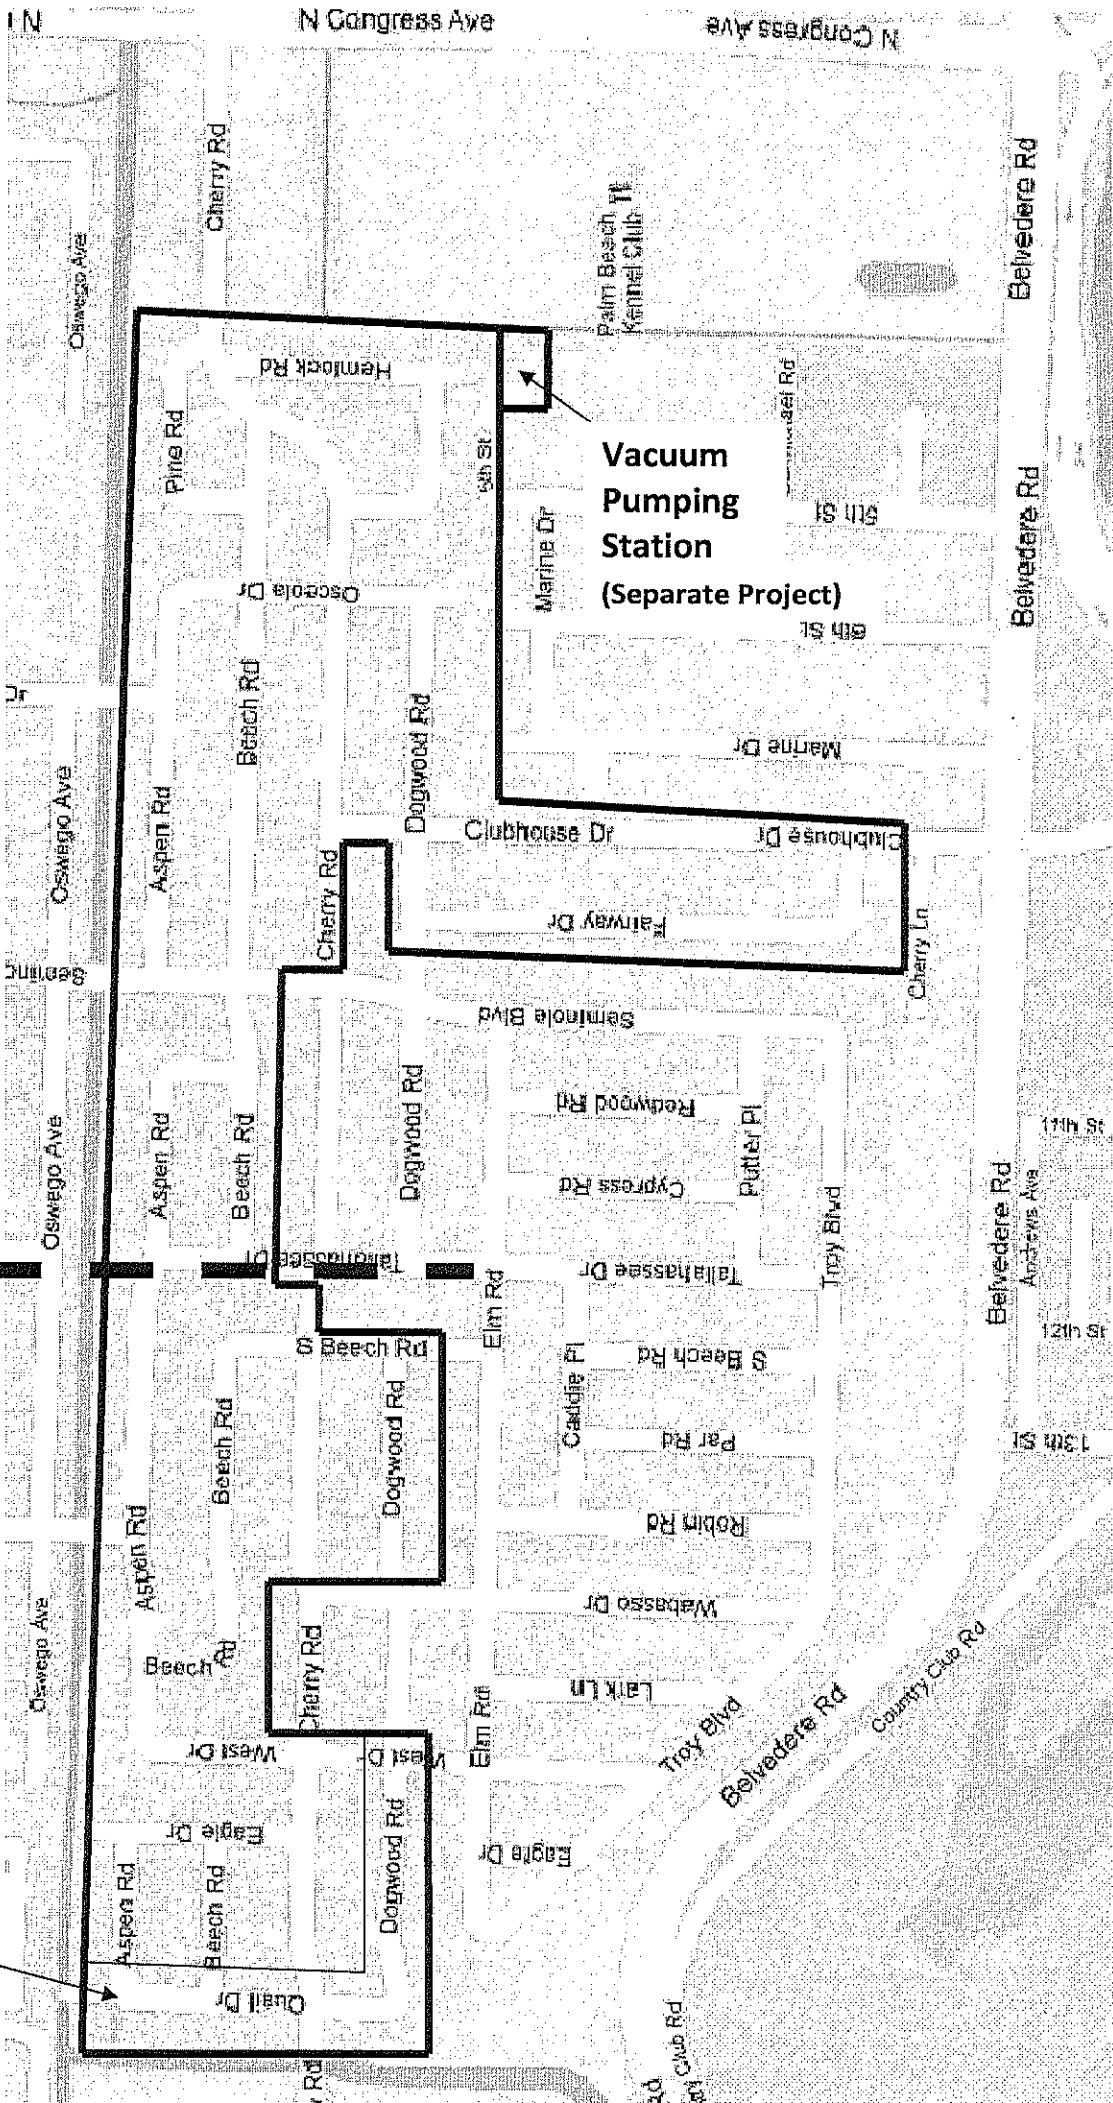 N Congress Ave
N Congress Ave
Cherry Rd
Oswego Ave
Belvedere Rd
Palm Beach
Kennel Club
Hemlock Rd
Pine Rd
Vacuum
Pumping
Station
(Separate Project)
5th St
Marine Dr
Belvedere Rd
Osceola Dr
6th St
Beech Rd
Dr
Dogwood Rd
Marine Dr
Oswego Ave
Aspen Rd
Clubhouse Dr
Clubhouse Dr
Cherry Rd
Fairway Dr
Cherry Ln
Seminole Blvd
Dogwood Rd
Redwood Rd
Putter Pl
11th St
Oswego Ave
Aspen Rd
Beech Rd
Cypress Rd
Belvedere Rd
Andrews Ave
Troy Blvd
Tallahassee Dr
Tallahassee Dr
Elm Rd
S Beech Rd
S Beech Rd
12th St
Caddie Pl
Beech Rd
Dogwood Rd
Par Rd
13th St
Aspen Rd
Robin Rd
Wabasso Dr
Oswego Ave
Beech Rd
Cherry Rd
Lark Ln
Country Club Rd
Elm Rd
West Dr
West Dr
Troy Blvd
Belvedere Rd
Eagle Dr
Eagle Dr
Dogwood Rd
Aspen Rd
Beech Rd
Quail Dr
Club Rd
Rd